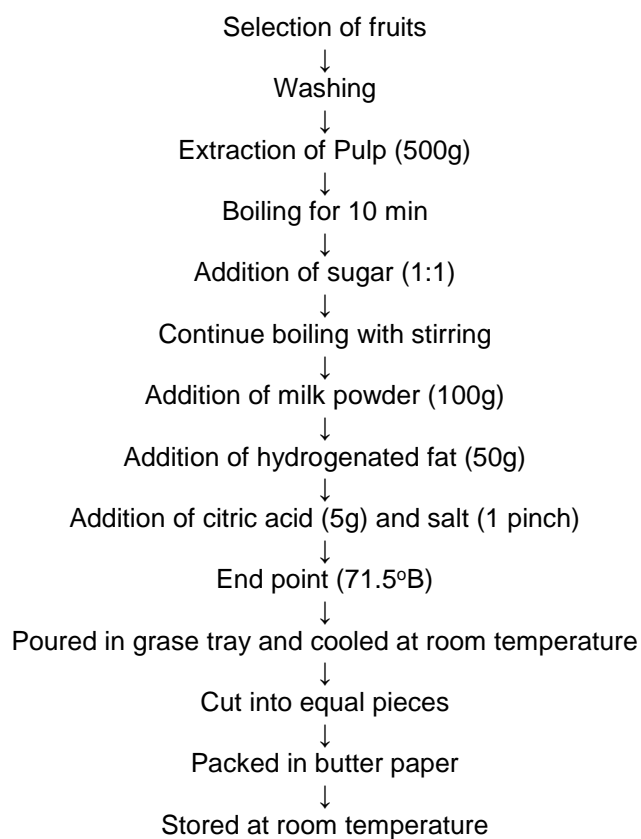 Selection of fruits
↓
Washing
↓
Extraction of Pulp (500g)
↓
Boiling for 10 min
↓
Addition of sugar (1:1)
↓
Continue boiling with stirring
↓
Addition of milk powder (100g)
↓
Addition of hydrogenated fat (50g)
↓
Addition of citric acid (5g) and salt (1 pinch)
↓
End point (71.5ºB)
↓
Poured in grase tray and cooled at room temperature
↓
Cut into equal pieces
↓
Packed in butter paper
↓
Stored at room temperature